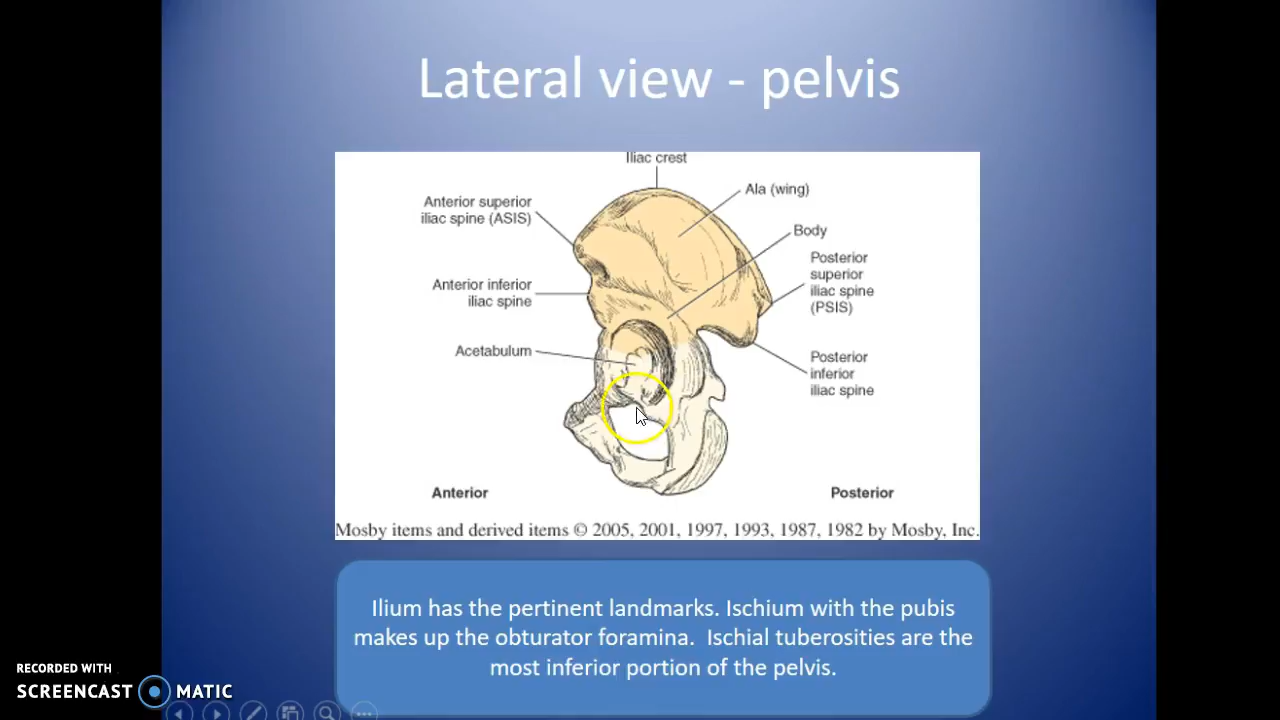 Lateral view - pelvis
Iliac crest
Ala (wing)
Anterior superior
iliac spine (ASIS)
Body
Posterior
superior
iliac spine
(PSIS)
Anterior inferior
iliac spine
Acetabulum
Posterior
inferior
iliac spine
Anterior
Posterior
Mosby items and derived items © 2005, 2001, 1997, 1993, 1987, 1982 by Mosby, Inc.
Ilium has the pertinent landmarks. Ischium with the pubis
makes up the obturator foramina.  Ischial tuberosities are the
most inferior portion of the pelvis.
RECORDED WITH
SCREENCAST MATIC